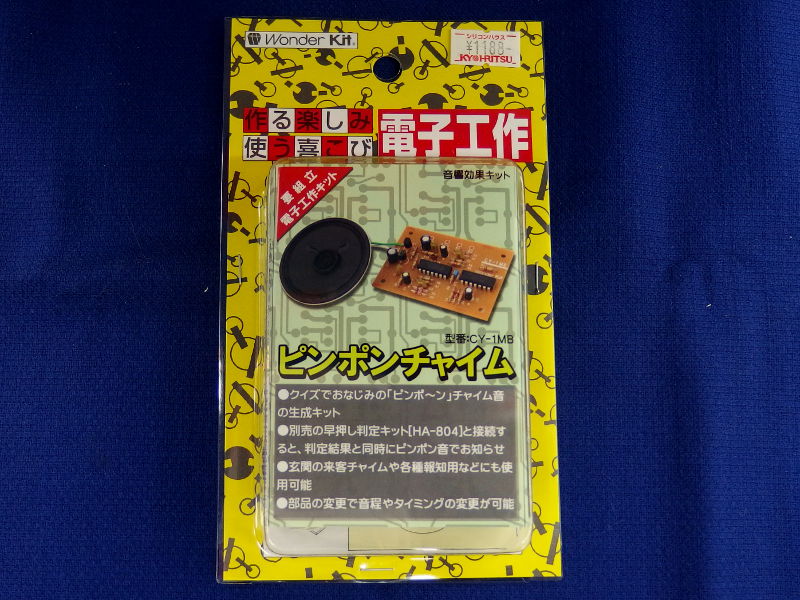 Wonder Kit®
シリコンハウス
¥1188-
KYOHRITSU
作る楽しみ
使う喜こび
電子工作
要組立
電子工作キット
音響効果キット
CY-1MB
型番:CY-1MB
ピンポンチャイム
●クイズでおなじみの「ピンポ〜ン」チャイム音
の生成キット
●別売の早押し判定キット[HA-804]と接続す
ると、判定結果と同時にピンポン音でお知らせ
●玄関の来客チャイムや各種報知用などにも使
用可能
●部品の変更で音程やタイミングの変更が可能